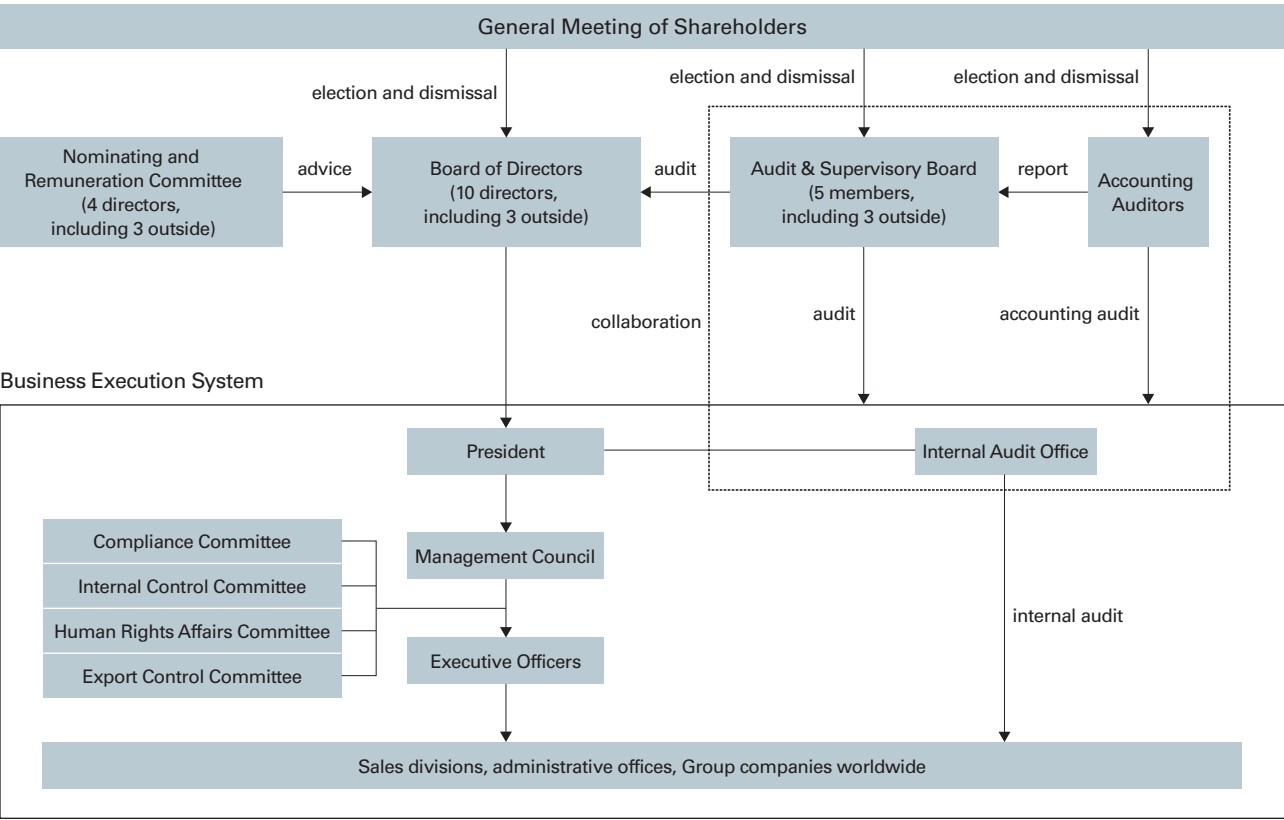 General Meeting of Shareholders
election and dismissal
election and dismissal
election and dismissal
Nominating and
Remuneration Committee
(4 directors,
including 3 outside)
advice
Board of Directors
(10 directors,
including 3 outside)
audit
Audit & Supervisory Board
(5 members,
including 3 outside)
report
Accounting
Auditors
collaboration
audit
accounting audit
Business Execution System
President
Internal Audit Office
Compliance Committee
Internal Control Committee
Human Rights Affairs Committee
Export Control Committee
Management Council
Executive Officers
internal audit
Sales divisions, administrative offices, Group companies worldwide